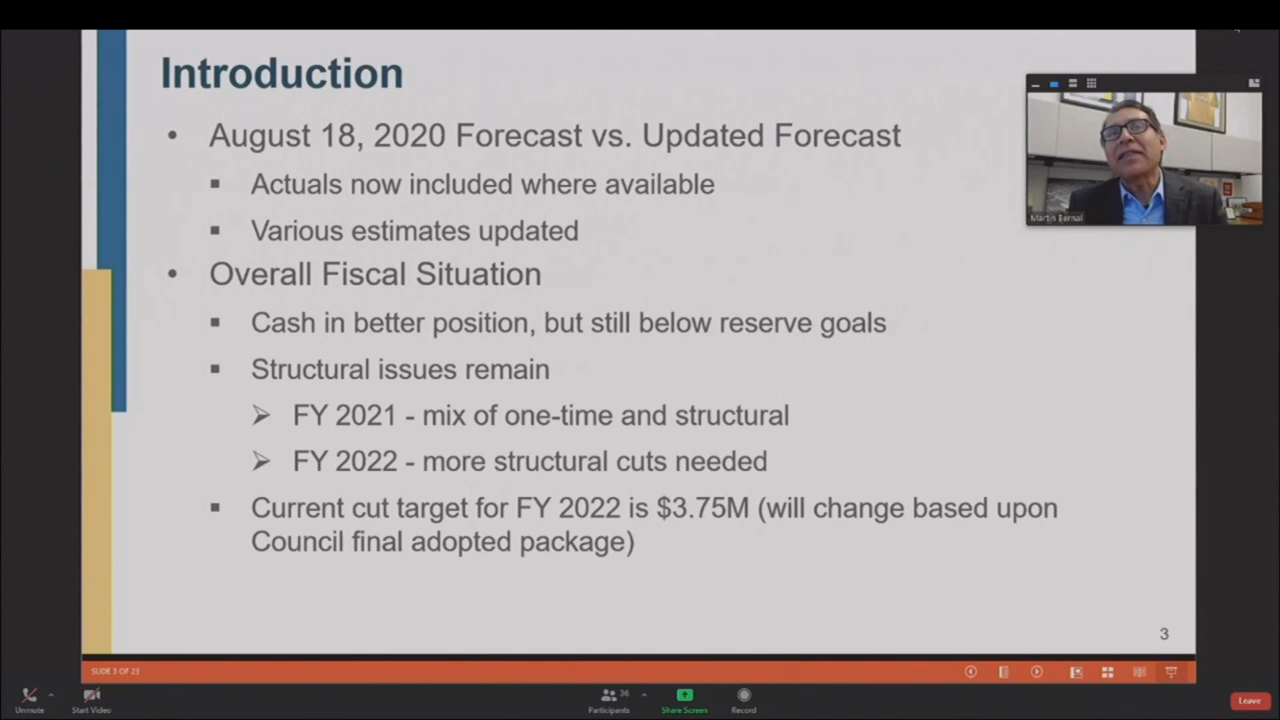 Introduction
• August 18, 2020 Forecast vs. Updated Forecast
▪ Actuals now included where available
▪ Various estimates updated
• Overall Fiscal Situation
▪ Cash in better position, but still below reserve goals
▪ Structural issues remain
➢ FY 2021 - mix of one-time and structural
➢ FY 2022 - more structural cuts needed
▪ Current cut target for FY 2022 is $3.75M (will change based upon
Council final adopted package)
3
Martin Bernal
SLIDE 3 OF 23
Unmute
Start Video
Participants
36
Share Screen
Record
Leave